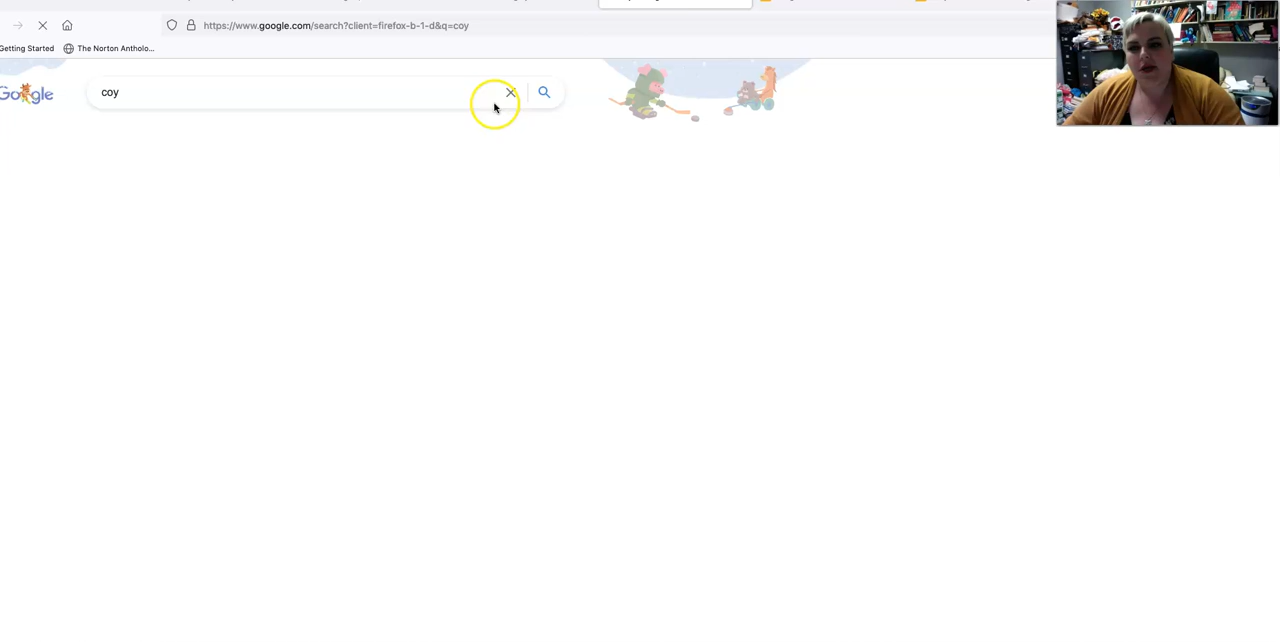 https://www.google.com/search?client=firefox-b-1-d&q=coy
Getting Started
The Norton Antholo...
Google
coy